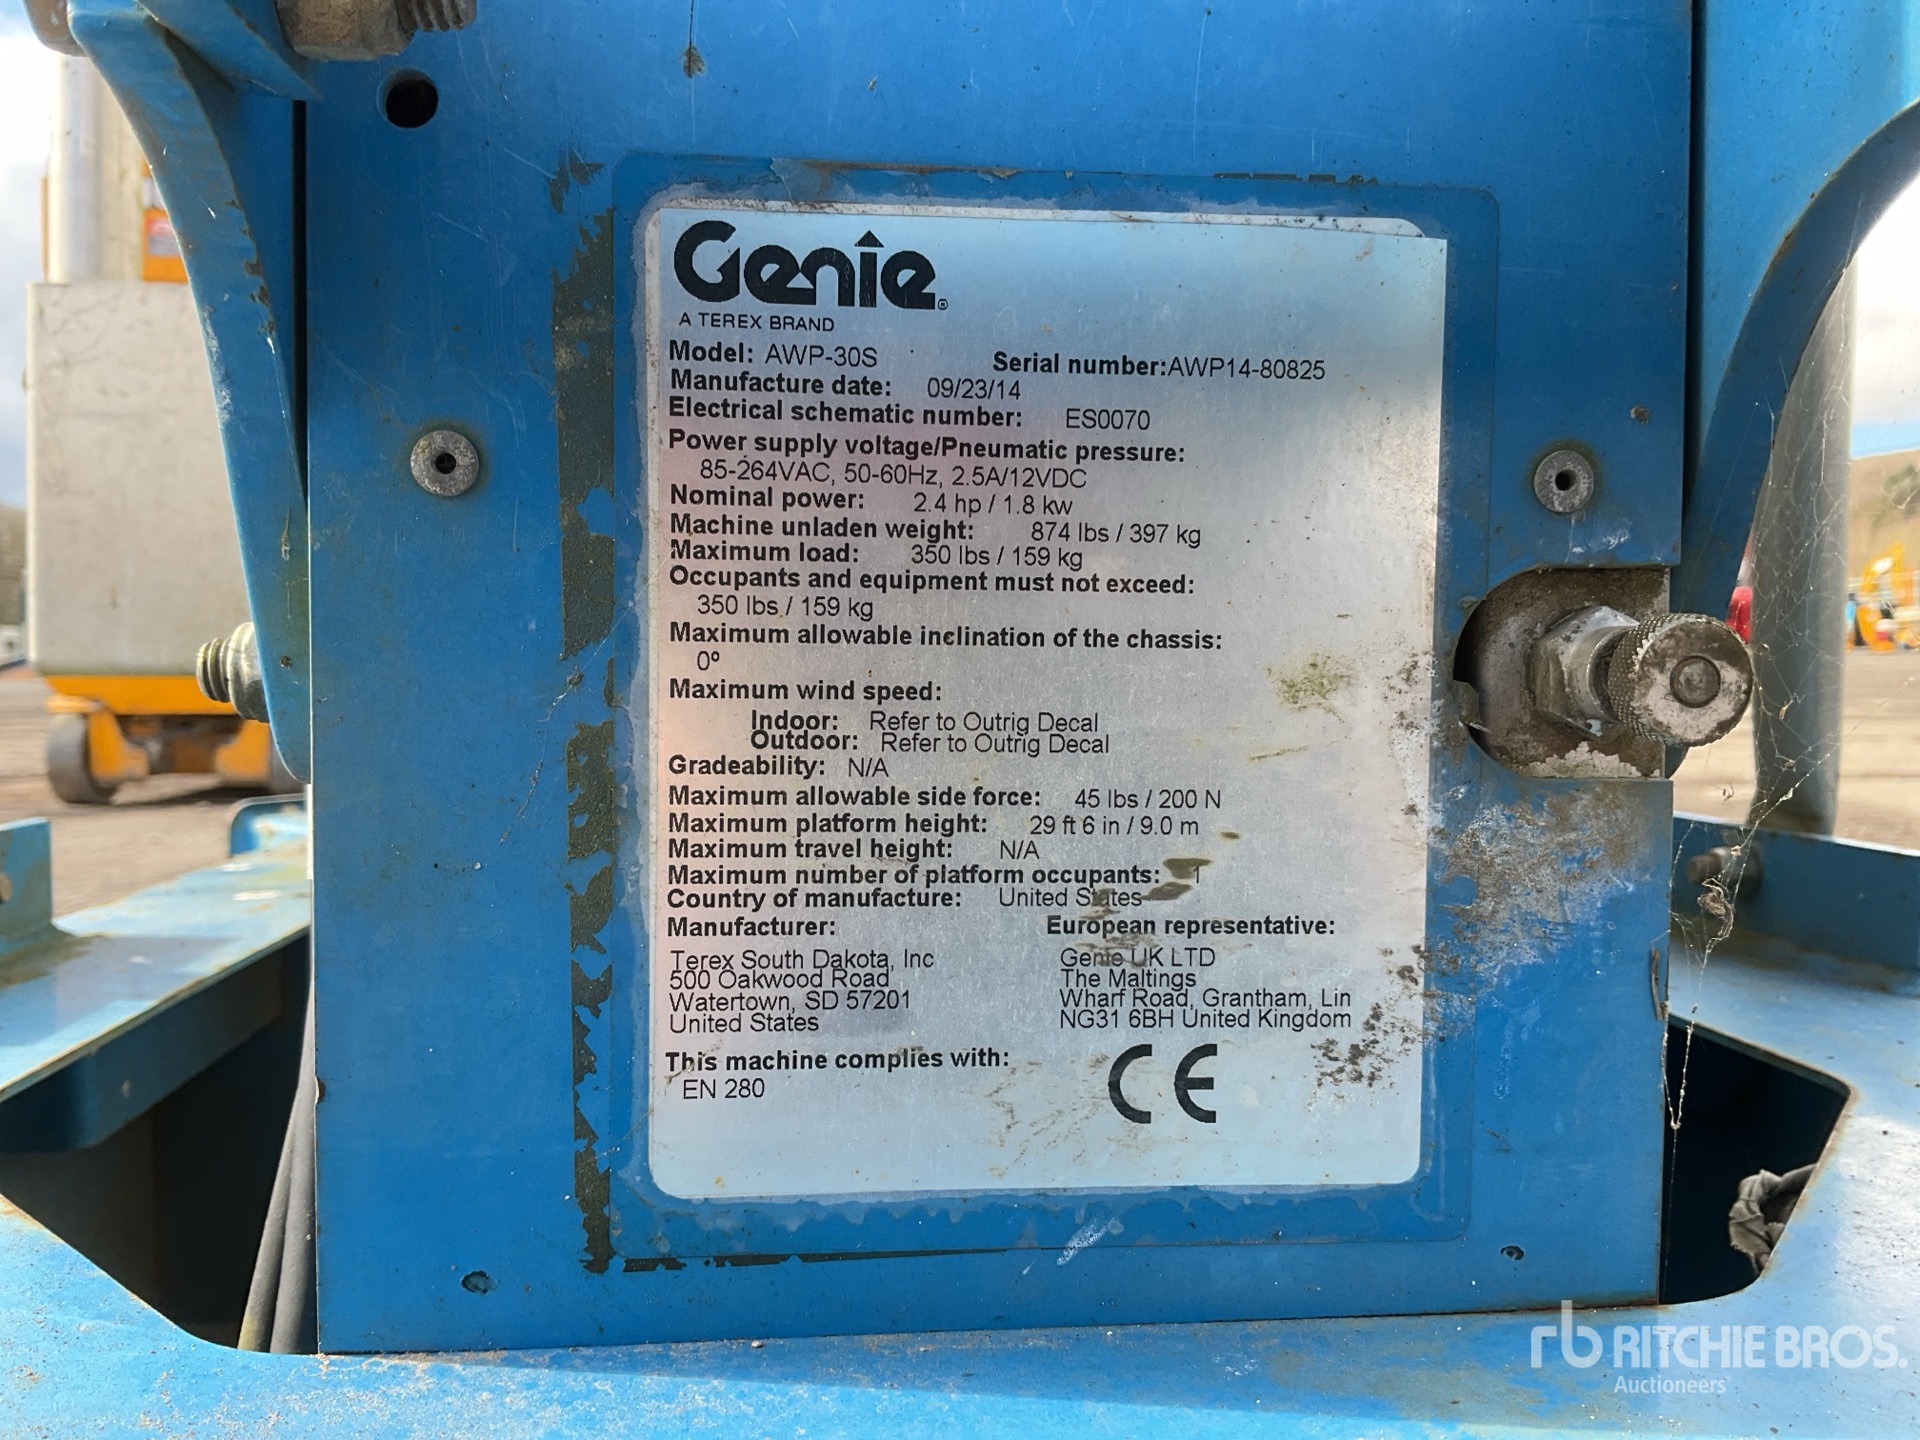 Genie®
A TEREX BRAND
Model: AWP-30S Serial number:AWP14-80825
Manufacture date: 09/23/14
Electrical schematic number: ES0070
Power supply voltage/Pneumatic pressure:
85-264VAC, 50-60Hz, 2.5A/12VDC
Nominal power: 2.4 hp / 1.8 kw
Machine unladen weight: 874 lbs / 397 kg
Maximum load: 350 lbs / 159 kg
Occupants and equipment must not exceed:
350 lbs / 159 kg
Maximum allowable inclination of the chassis:
0º
Maximum wind speed:
Indoor: Refer to Outrig Decal
Outdoor: Refer to Outrig Decal
Gradeability: N/A
Maximum allowable side force: 45 lbs / 200 N
Maximum platform height: 29 ft 6 in / 9.0 m
Maximum travel height: N/A
Maximum number of platform occupants: 1
Country of manufacture: United States
Manufacturer: European representative:
Terex South Dakota, Inc Genie UK LTD
500 Oakwood Road The Maltings
Watertown, SD 57201 Wharf Road, Grantham, Lin
United States NG31 6BH United Kingdom
This machine complies with: CE
EN 280
rb RITCHIE BROS.
Auctioneers